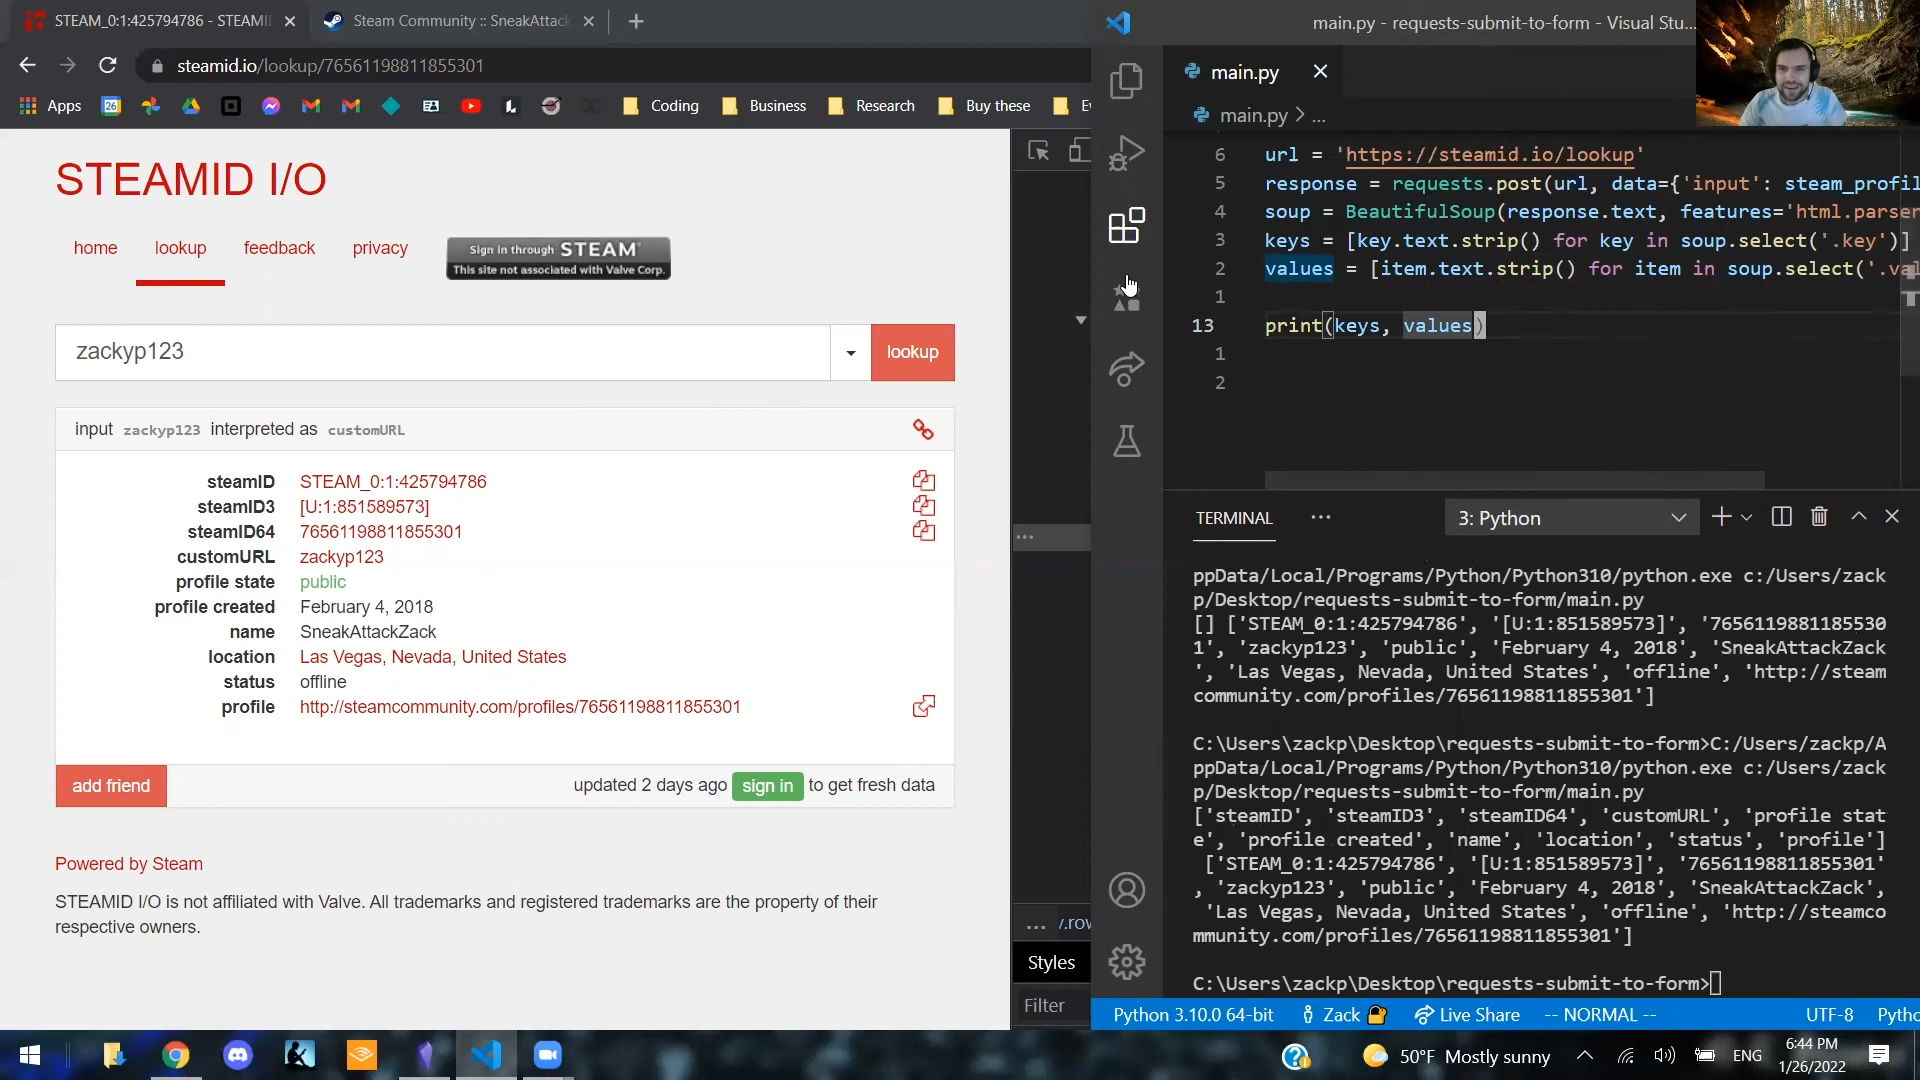 STEAM_0:1:425794786 - STEAMI
Steam Community :: SneakAttack
steamid.io/lookup/76561198811855301
Apps
Coding
Business
Research
Buy these
STEAMID I/O
home
lookup
feedback
privacy
Sign in through STEAM
This site not associated with Valve Corp.
zackyp123
lookup
input zackyp123 interpreted as customURL
steamID STEAM_0:1:425794786
steamID3 [U:1:851589573]
steamID64 76561198811855301
customURL zackyp123
profile state public
profile created February 4, 2018
name SneakAttackZack
location Las Vegas, Nevada, United States
status offline
profile http://steamcommunity.com/profiles/76561198811855301
add friend
updated 2 days ago sign in to get fresh data
Powered by Steam
STEAMID I/O is not affiliated with Valve. All trademarks and registered trademarks are the property of their
respective owners.
... /.row
Styles
Filter
main.py - requests-submit-to-form - Visual Stu...
main.py
main.py > ...
6 url = 'https://steamid.io/lookup'
5 response = requests.post(url, data={'input': steam_profil
4 soup = BeautifulSoup(response.text, features='html.parser
3 keys = [key.text.strip() for key in soup.select('.key')]
2 values = [item.text.strip() for item in soup.select('.val
1
13 print(keys, values)
1
2
TERMINAL
...
3: Python
ppData/Local/Programs/Python/Python310/python.exe c:/Users/zack
p/Desktop/requests-submit-to-form/main.py
[] ['STEAM_0:1:425794786', '[U:1:851589573]', '7656119881185530
1', 'zackyp123', 'public', 'February 4, 2018', 'SneakAttackZack
', 'Las Vegas, Nevada, United States', 'offline', 'http://steam
community.com/profiles/76561198811855301']
C:\Users\zackp\Desktop\requests-submit-to-form>C:/Users/zackp/A
ppData/Local/Programs/Python/Python310/python.exe c:/Users/zack
p/Desktop/requests-submit-to-form/main.py
['steamID', 'steamID3', 'steamID64', 'customURL', 'profile stat
e', 'profile created', 'name', 'location', 'status', 'profile']
['STEAM_0:1:425794786', '[U:1:851589573]', '76561198811855301'
, 'zackyp123', 'public', 'February 4, 2018', 'SneakAttackZack',
'Las Vegas, Nevada, United States', 'offline', 'http://steamco
mmunity.com/profiles/76561198811855301']
C:\Users\zackp\Desktop\requests-submit-to-form>
Python 3.10.0 64-bit
Zack
Live Share
-- NORMAL --
UTF-8
Pytho
50°F Mostly sunny
ENG
6:44 PM
1/26/2022